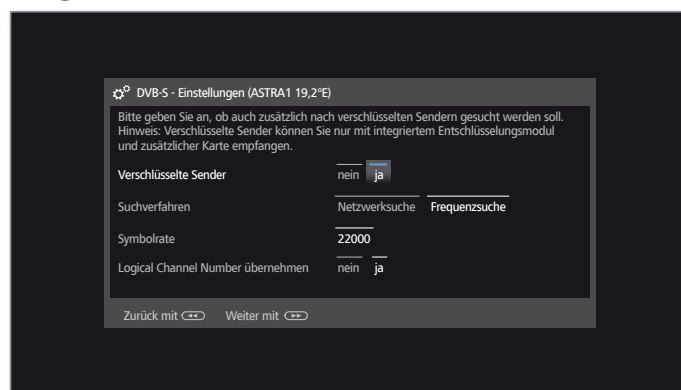 DVB-S - Einstellungen (ASTRA1 19,2°E)
Bitte geben Sie an, ob auch zusätzlich nach verschlüsselten Sendern gesucht werden soll.
Hinweis: Verschlüsselte Sender können Sie nur mit integriertem Entschlüsselungsmodul
und zusätzlicher Karte empfangen.
Verschlüsselte Sender nein ja
Suchverfahren Netzwerksuche Frequenzsuche
Symbolrate 22000
Logical Channel Number übernehmen nein ja
Zurück mit Weiter mit